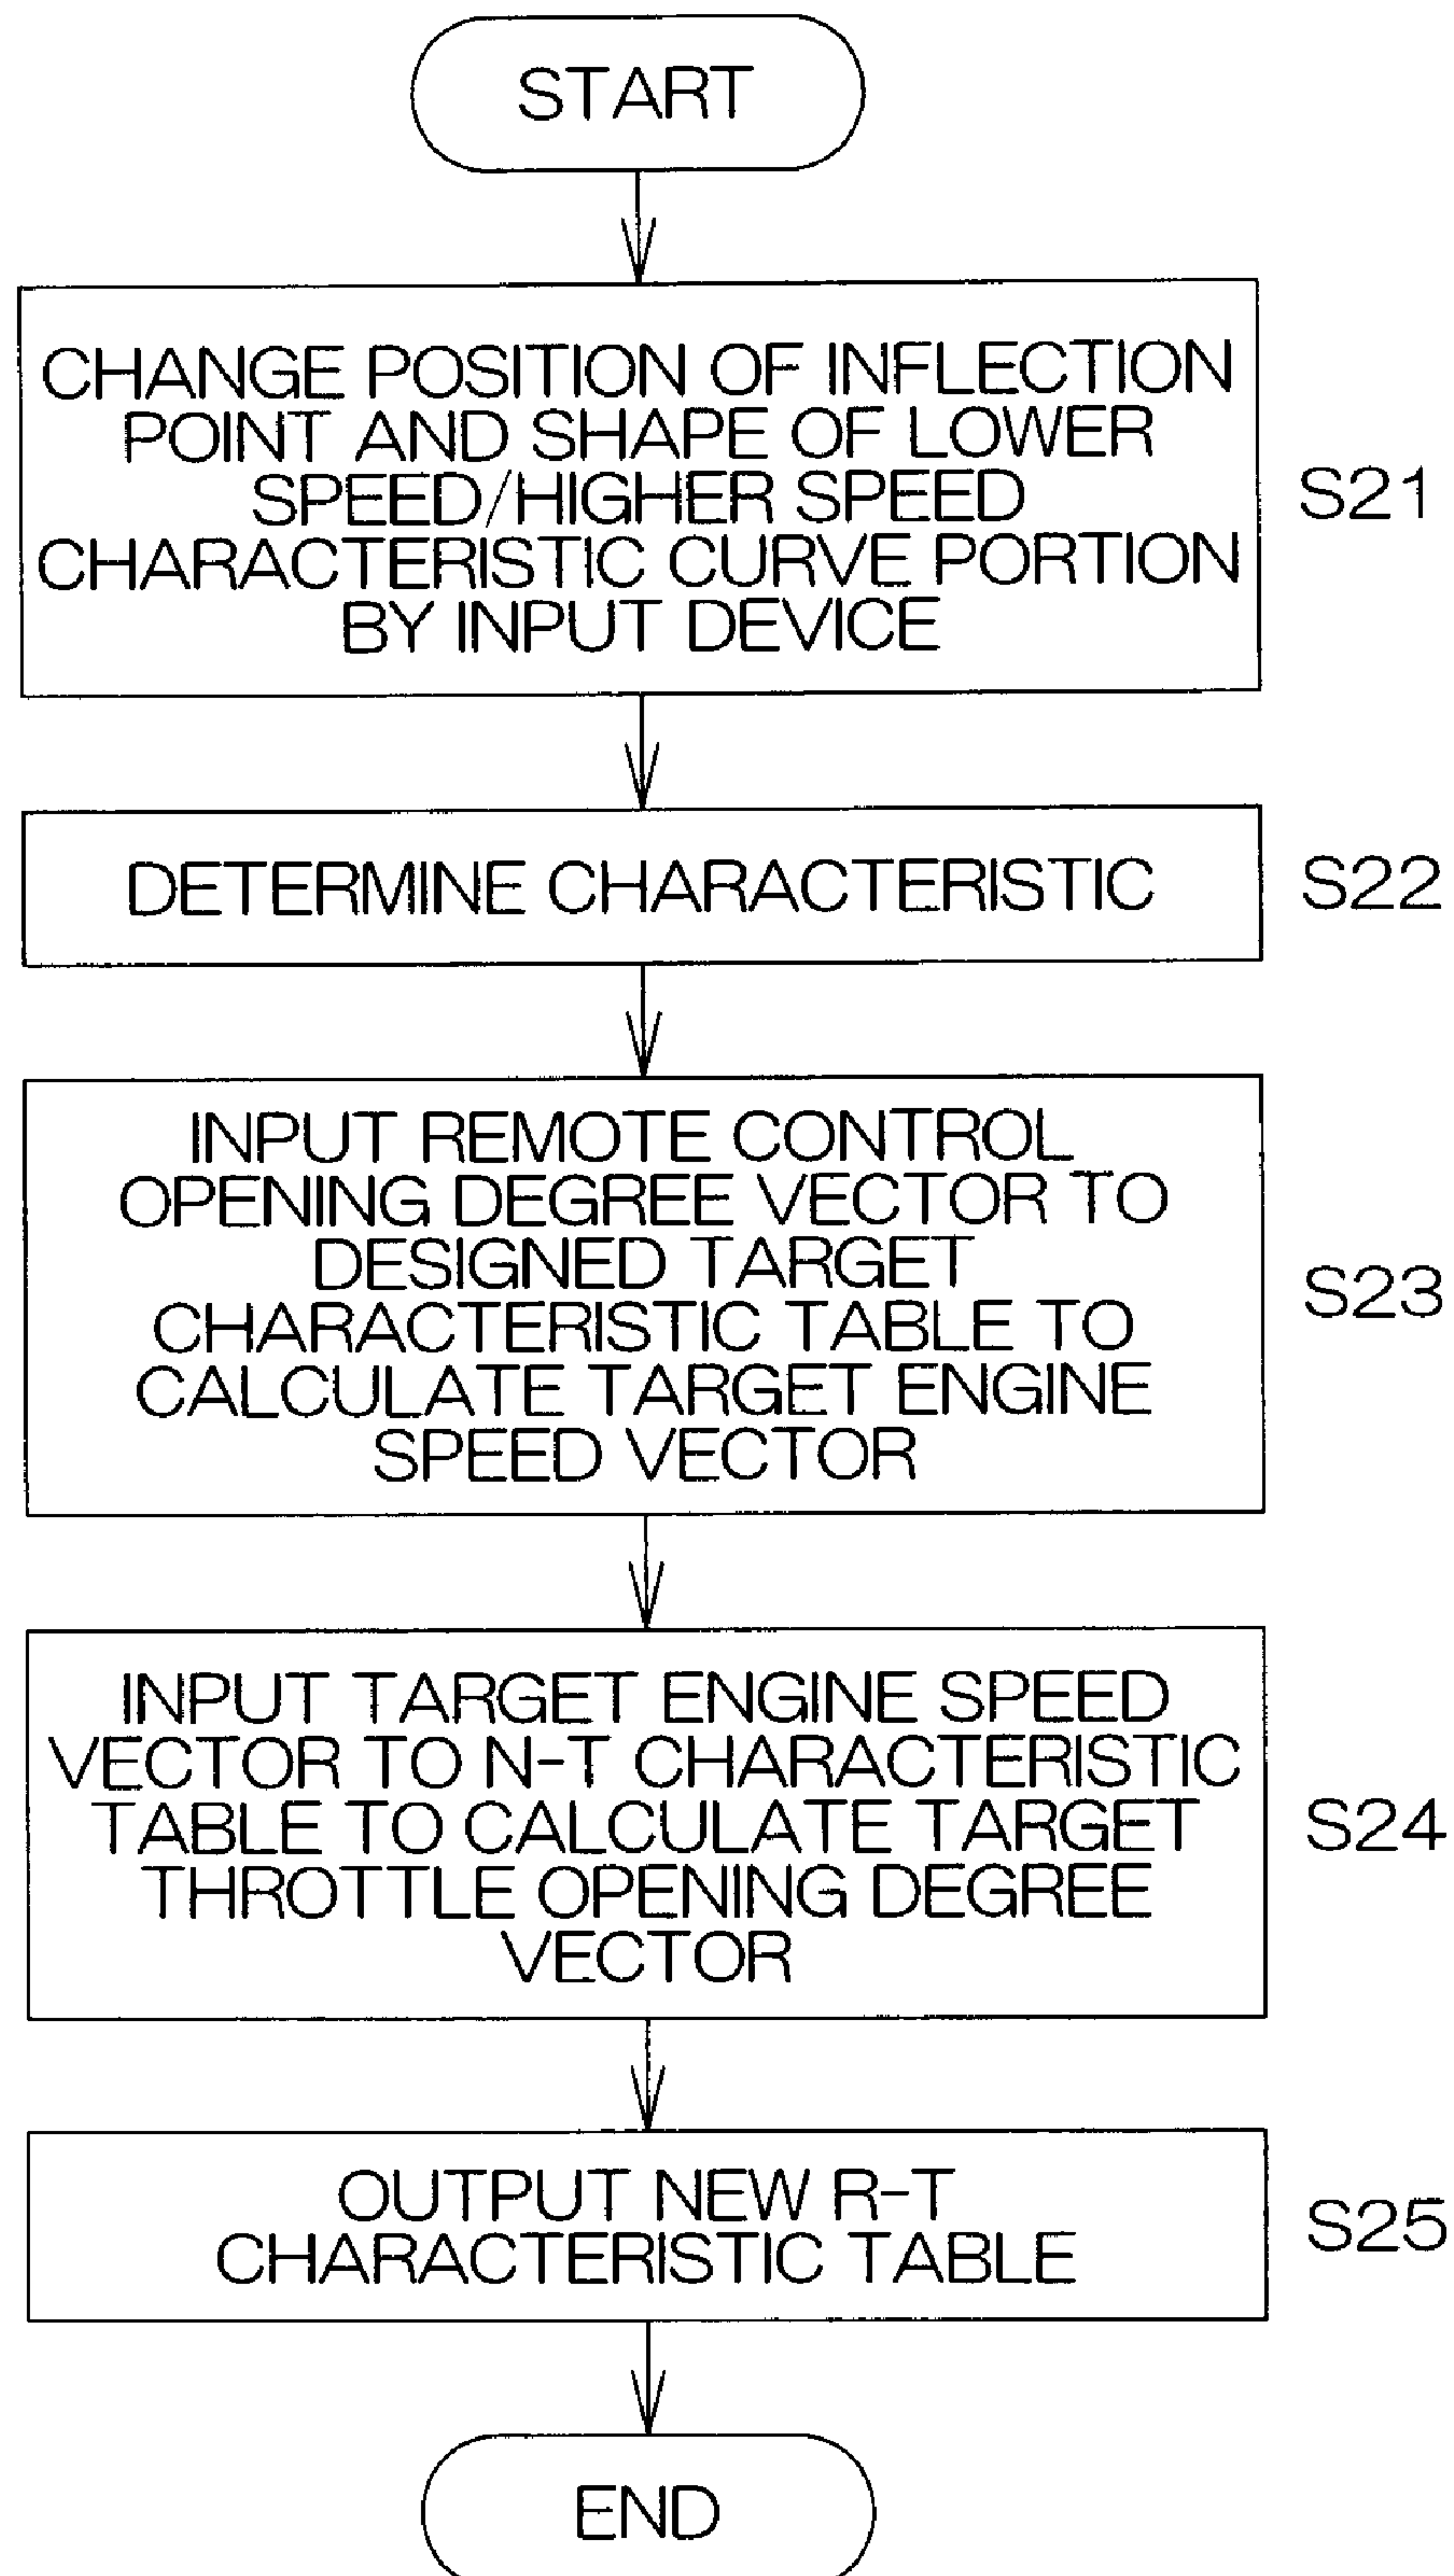 START
CHANGE POSITION OF INFLECTION
POINT AND SHAPE OF LOWER
SPEED/HIGHER SPEED
CHARACTERISTIC CURVE PORTION
BY INPUT DEVICE
S21
DETERMINE CHARACTERISTIC
S22
INPUT REMOTE CONTROL
OPENING DEGREE VECTOR TO
DESIGNED TARGET
CHARACTERISTIC TABLE TO
CALCULATE TARGET ENGINE
SPEED VECTOR
S23
INPUT TARGET ENGINE SPEED
VECTOR TO N-T CHARACTERISTIC
TABLE TO CALCULATE TARGET
THROTTLE OPENING DEGREE
VECTOR
S24
OUTPUT NEW R-T
CHARACTERISTIC TABLE
S25
END